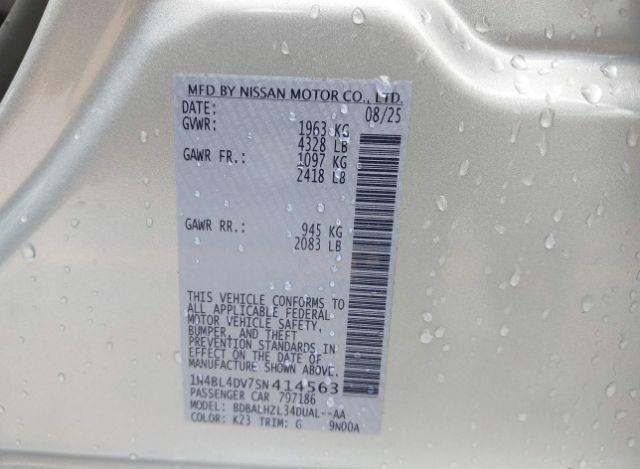 MFD BY NISSAN MOTOR CO., LTD.
DATE: 08/25
GVWR: 1963 KG
4328 LB
GAWR FR.: 1097 KG
2418 LB
GAWR RR.: 945 KG
2083 LB
THIS VEHICLE CONFORMS TO
ALL APPLICABLE FEDERAL
MOTOR VEHICLE SAFETY,
BUMPER, AND THEFT
PREVENTION STANDARDS IN
EFFECT ON THE DATE OF
MANUFACTURE SHOWN ABOVE.
1N4BL4DV7SN414563
PASSENGER CAR 797186
MODEL: BDBALHZL34DUAL--AA
COLOR: K23 TRIM: G 9N00A